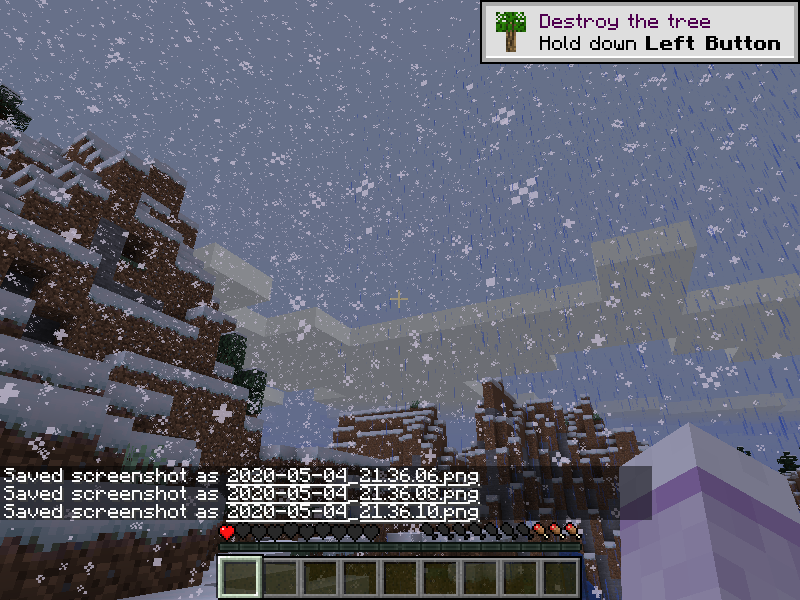 Destroy the tree
Hold down Left Button
Saved screenshot as 2020-05-04_21.36.06.png
Saved screenshot as 2020-05-04_21.36.08.png
Saved screenshot as 2020-05-04_21.36.10.png